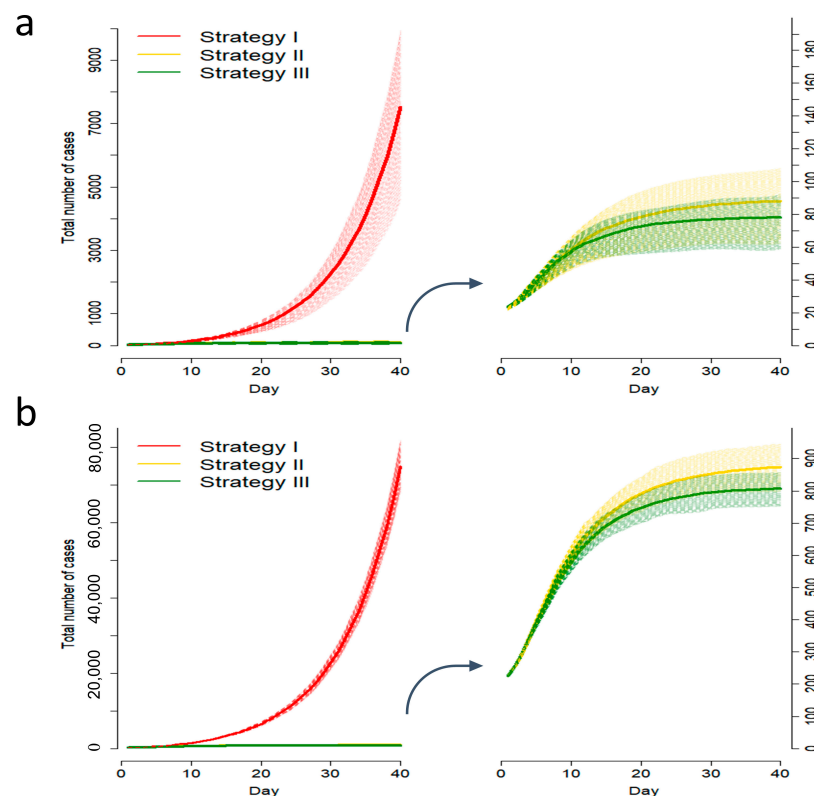 a
Strategy I
Strategy II
Strategy III
Total number of cases
9000
7000
5000
3000
1000
0
0 10 20 30 40
Day
180
160
140
120
100
80
60
40
20
0
0 10 20 30 40
Day
b
Strategy I
Strategy II
Strategy III
Total number of cases
80,000
60,000
40,000
20,000
0
0 10 20 30 40
Day
900
800
700
600
500
400
300
200
100
0
0 10 20 30 40
Day